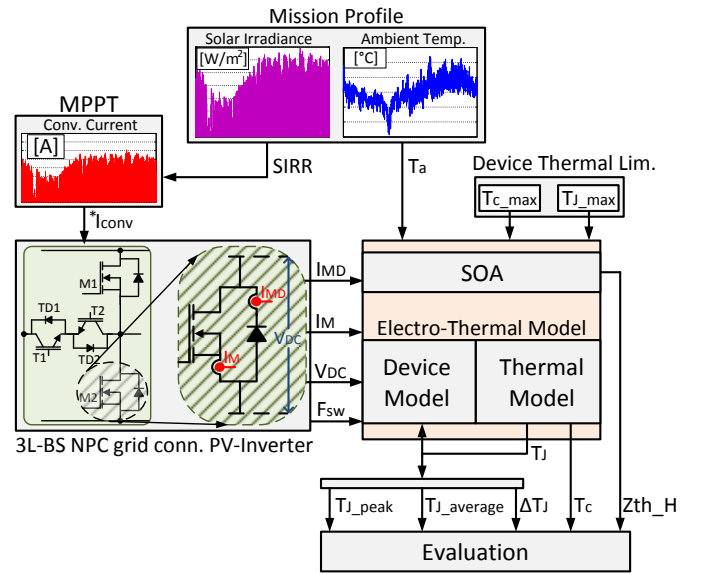 Mission Profile
Solar Irradiance
Ambient Temp.
[W/m²]
[°C]
MPPT
Conv. Current
[A]
SIRR
Ta
Device Thermal Lim.
TC_max
TJ_max
*Iconv
M1
TD1
T2
T1
TD2
M2
IMD
VDC
IM
IMD
IM
VDC
Fsw
SOA
Electro-Thermal Model
Device
Model
Thermal
Model
3L-BS NPC grid conn. PV-Inverter
TJ
TJ_peak
TJ_average
ΔTJ
Tc
Zth_H
Evaluation